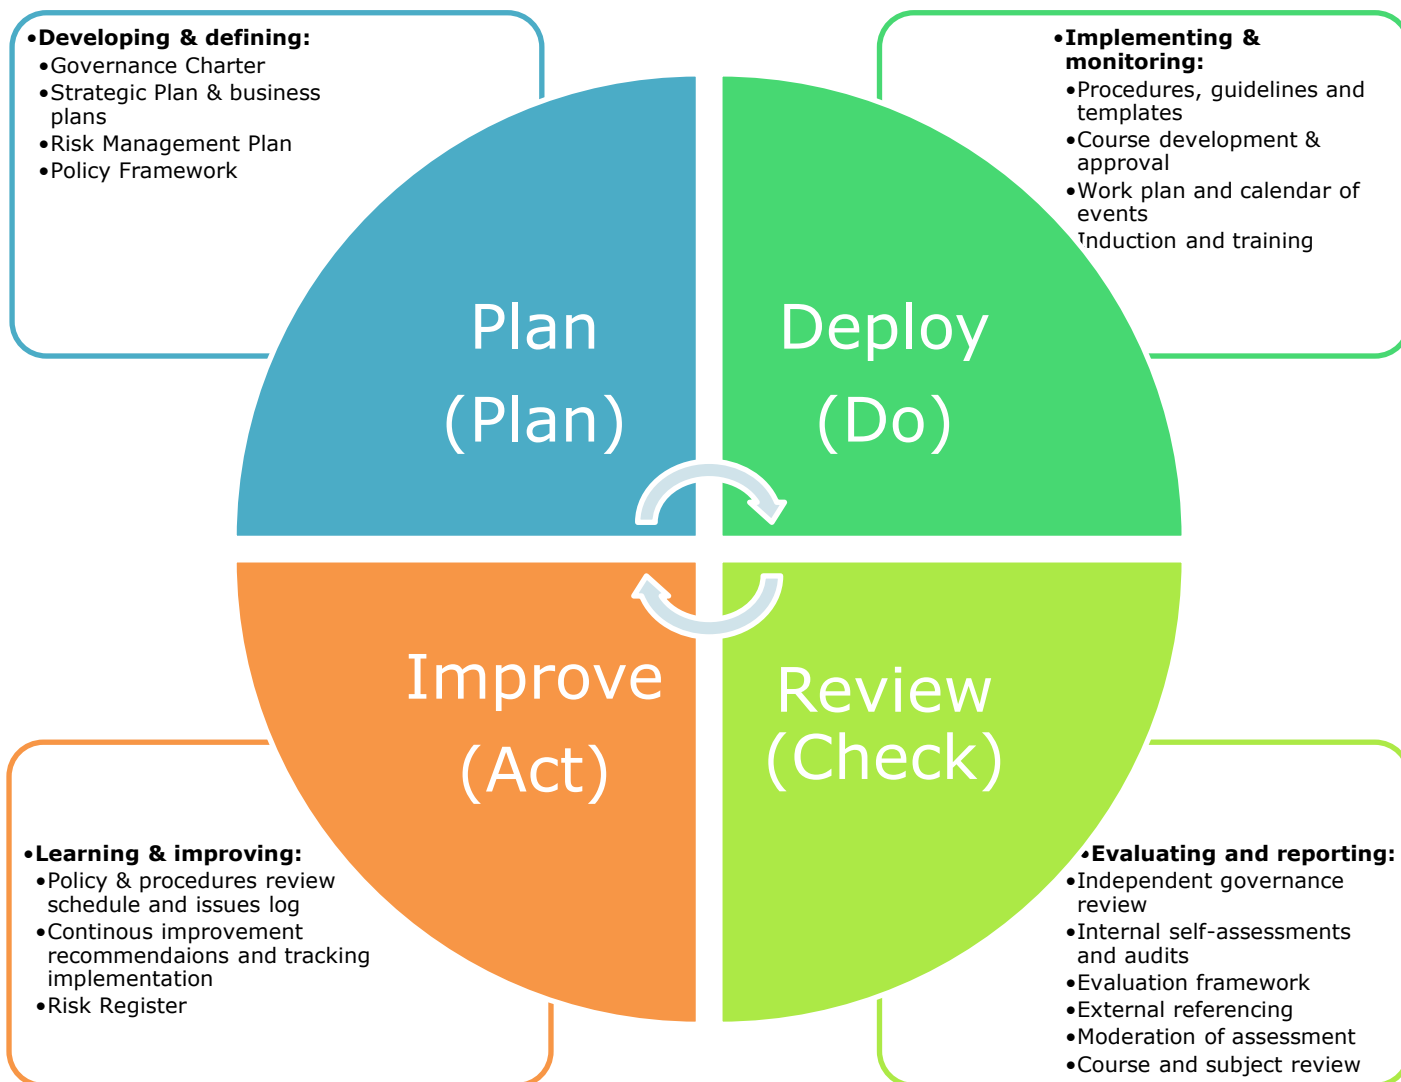 •Developing & defining:
•Governance Charter
•Strategic Plan & business
plans
•Risk Management Plan
•Policy Framework
•Implementing &
monitoring:
•Procedures, guidelines and
templates
•Course development &
approval
•Work plan and calendar of
events
Induction and training
Plan
(Plan)
Deploy
(Do)
Improve
(Act)
Review
(Check)
•Learning & improving:
•Policy & procedures review
schedule and issues log
•Continous improvement
recommendaions and tracking
implementation
•Risk Register
•Evaluating and reporting:
•Independent governance
review
•Internal self-assessments
and audits
•Evaluation framework
•External referencing
•Moderation of assessment
•Course and subject review